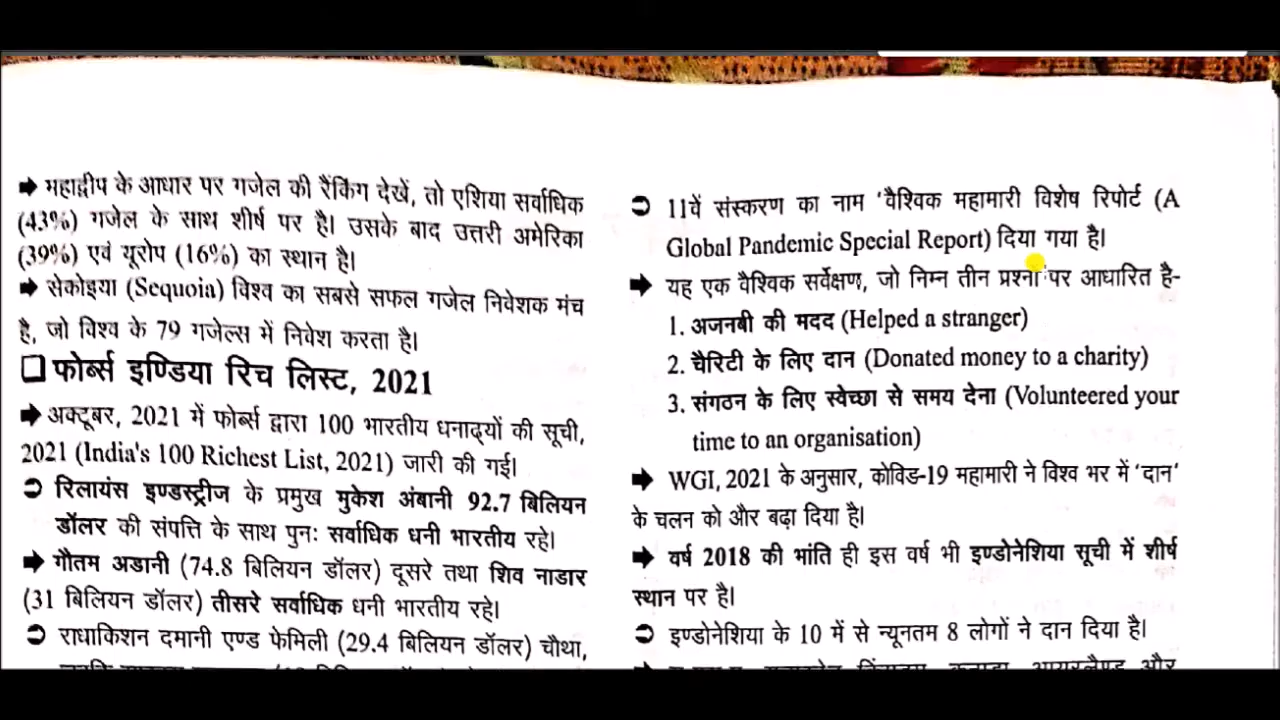 ➡ महाद्वीप के आधार पर गजेल की रैंकिंग देखें, तो एशिया सर्वाधिक
(43%) गजेल के साथ शीर्ष पर है। उसके बाद उत्तरी अमेरिका
(39%) एवं यूरोप (16%) का स्थान है।
➡ सेकोइया (Sequoia) विश्व का सबसे सफल गजेल निवेशक मंच
है, जो विश्व के 79 गजेल्स में निवेश करता है।
❑ फोर्ब्स इण्डिया रिच लिस्ट, 2021
➡ अक्टूबर, 2021 में फोर्ब्स द्वारा 100 भारतीय धनाढ्यों की सूची,
2021 (India's 100 Richest List, 2021) जारी की गई।
➲ रिलायंस इण्डस्ट्रीज के प्रमुख मुकेश अंबानी 92.7 बिलियन
डॉलर की संपत्ति के साथ पुनः सर्वाधिक धनी भारतीय रहे।
➡ गौतम अडानी (74.8 बिलियन डॉलर) दूसरे तथा शिव नाडार
(31 बिलियन डॉलर) तीसरे सर्वाधिक धनी भारतीय रहे।
➲ राधाकिशन दमानी एण्ड फेमिली (29.4 बिलियन डॉलर) चौथा,
➲ 11वें संस्करण का नाम 'वैश्विक महामारी विशेष रिपोर्ट (A
Global Pandemic Special Report) दिया गया है।
➡ यह एक वैश्विक सर्वेक्षण, जो निम्न तीन प्रश्नों पर आधारित है-
1. अजनबी की मदद (Helped a stranger)
2. चैरिटी के लिए दान (Donated money to a charity)
3. संगठन के लिए स्वेच्छा से समय देना (Volunteered your
time to an organisation)
➡ WGI, 2021 के अनुसार, कोविड-19 महामारी ने विश्व भर में 'दान'
के चलन को और बढ़ा दिया है।
➡ वर्ष 2018 की भांति ही इस वर्ष भी इण्डोनेशिया सूची में शीर्ष
स्थान पर है।
➲ इण्डोनेशिया के 10 में से न्यूनतम 8 लोगों ने दान दिया है।